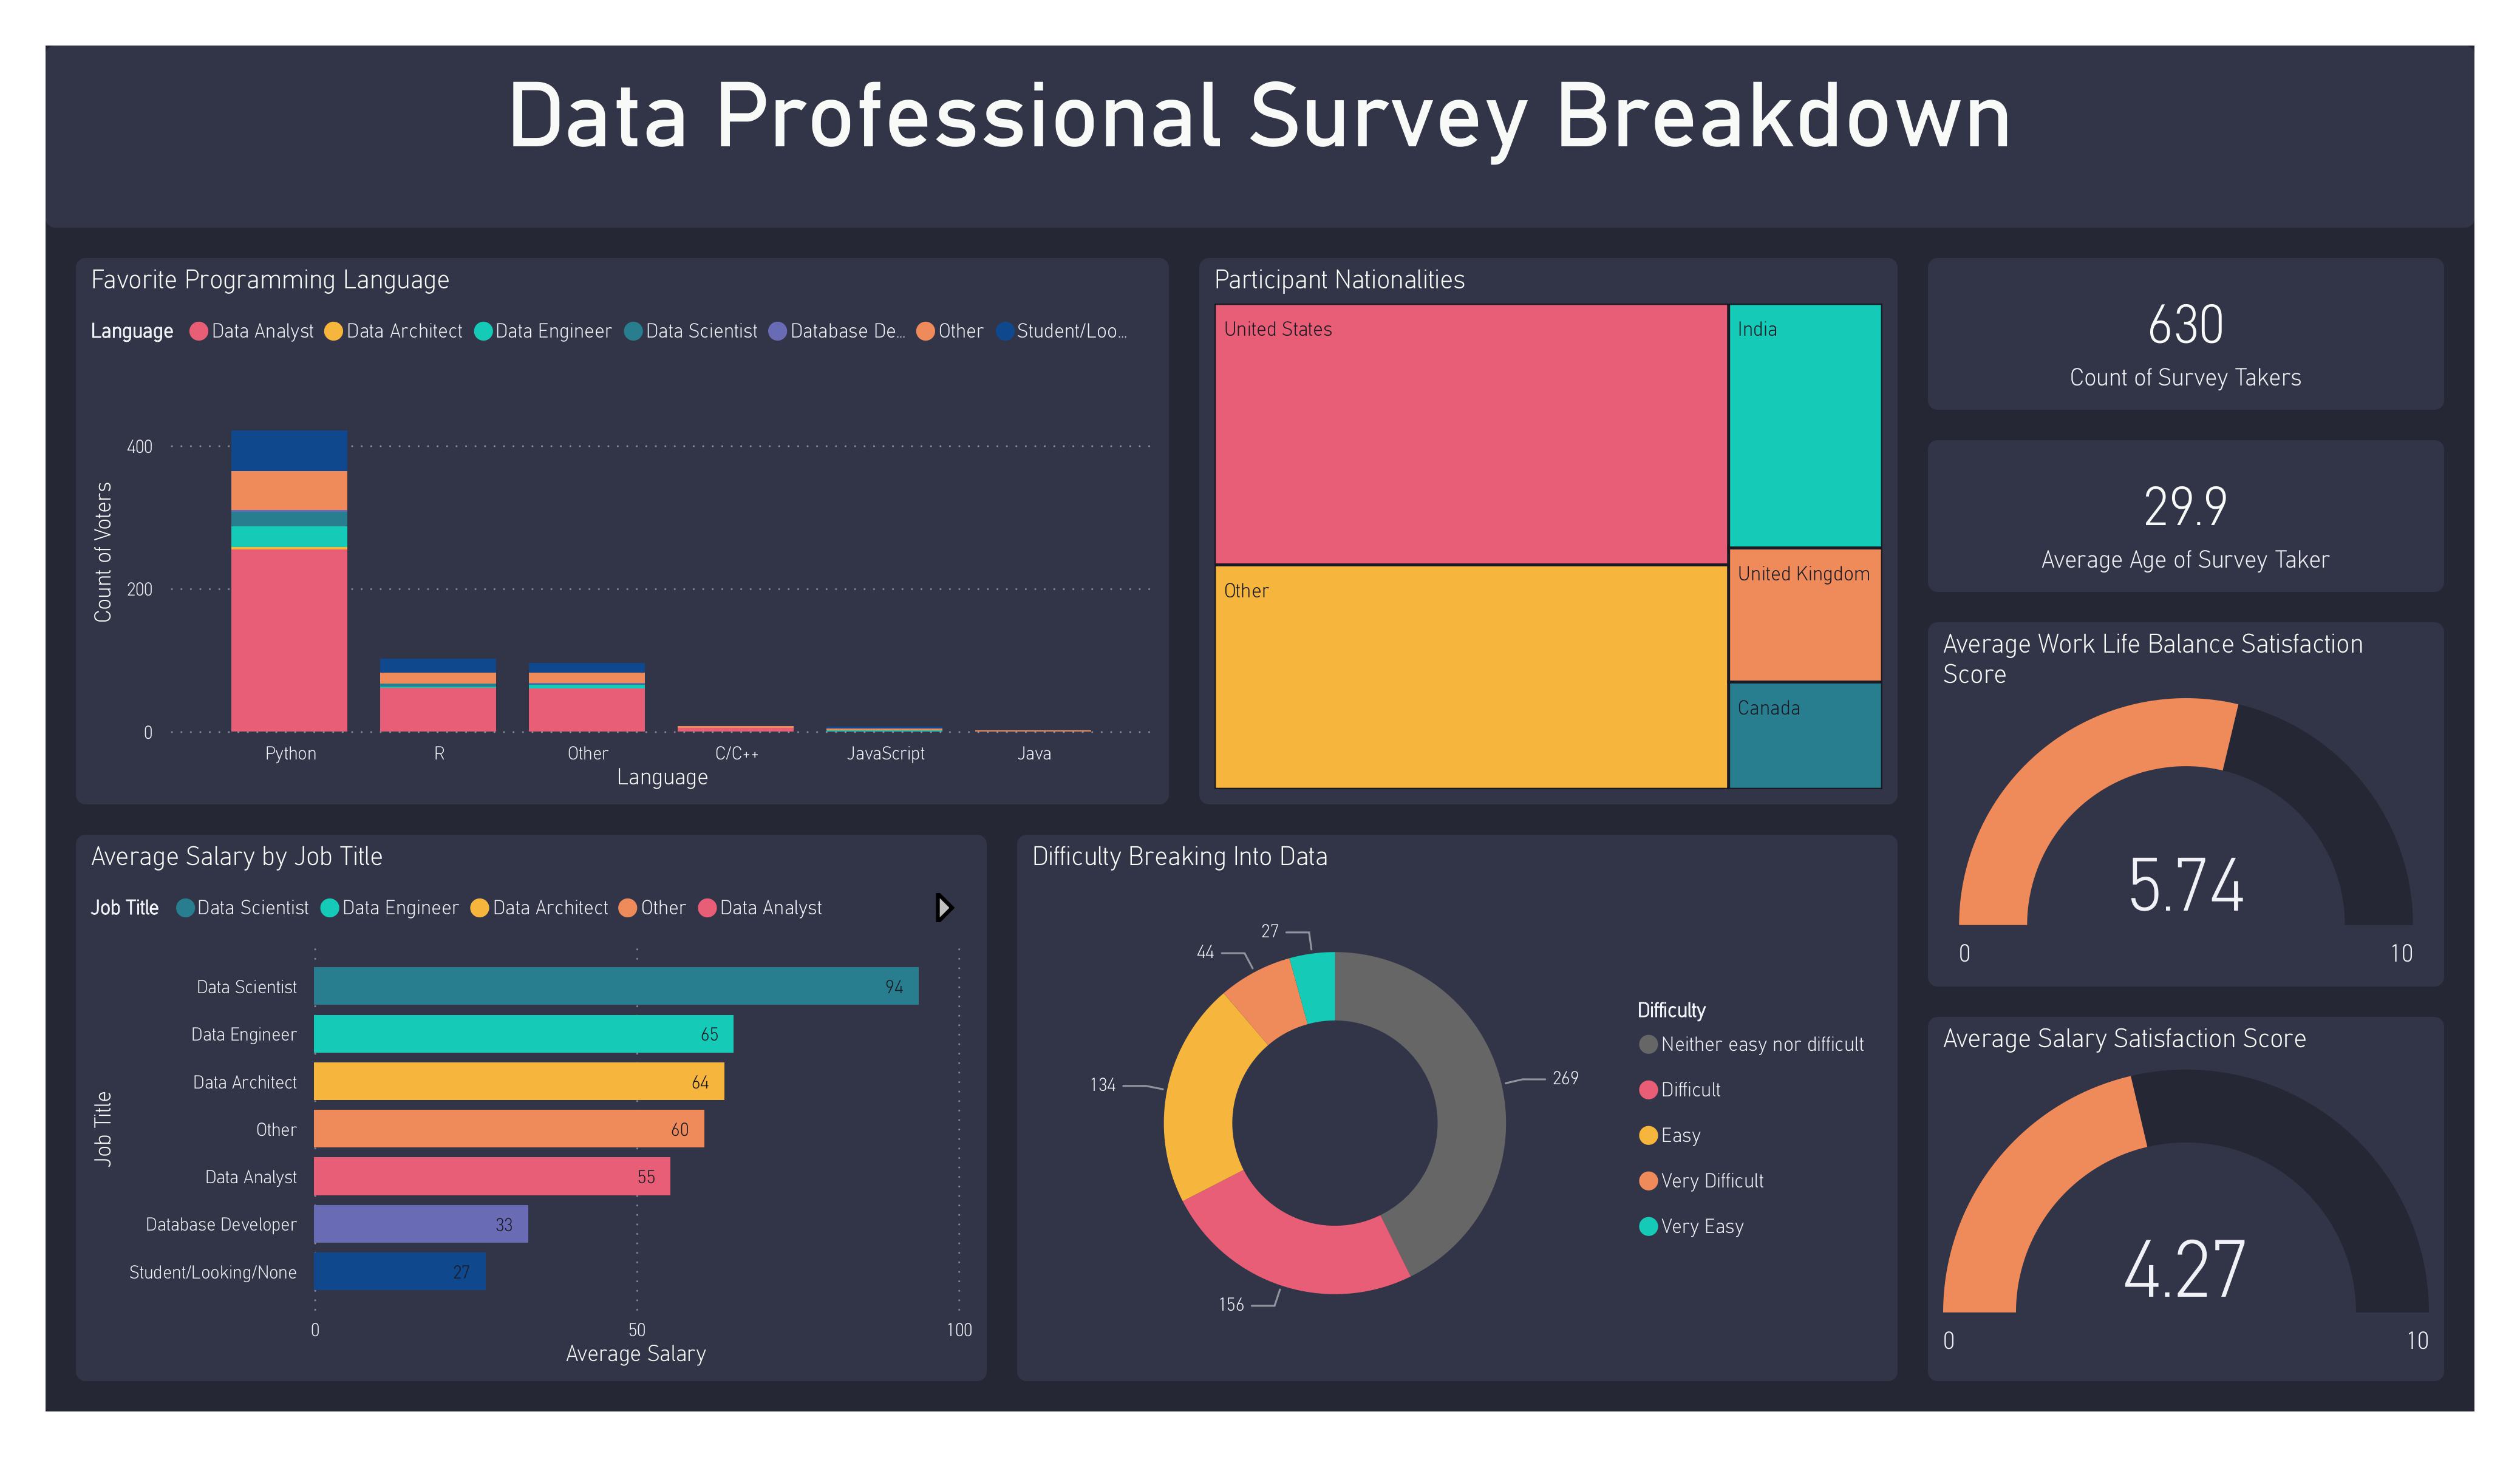 Data Professional Survey Breakdown
Favorite Programming Language
Language Data Analyst Data Architect Data Engineer Data Scientist Database De... Other Student/Loo...
Count of Voters
400
200
0
Python R Other C/C++ JavaScript Java
Language
Participant Nationalities
United States
Other
India
United Kingdom
Canada
630
Count of Survey Takers
29.9
Average Age of Survey Taker
Average Work Life Balance Satisfaction
Score
5.74
0 10
Average Salary by Job Title
Job Title Data Scientist Data Engineer Data Architect Other Data Analyst
Job Title
Data Scientist 94
Data Engineer 65
Data Architect 64
Other 60
Data Analyst 55
Database Developer 33
Student/Looking/None 27
0 50 100
Average Salary
Difficulty Breaking Into Data
27
44
134
269
156
Difficulty
Neither easy nor difficult
Difficult
Easy
Very Difficult
Very Easy
Average Salary Satisfaction Score
4.27
0 10